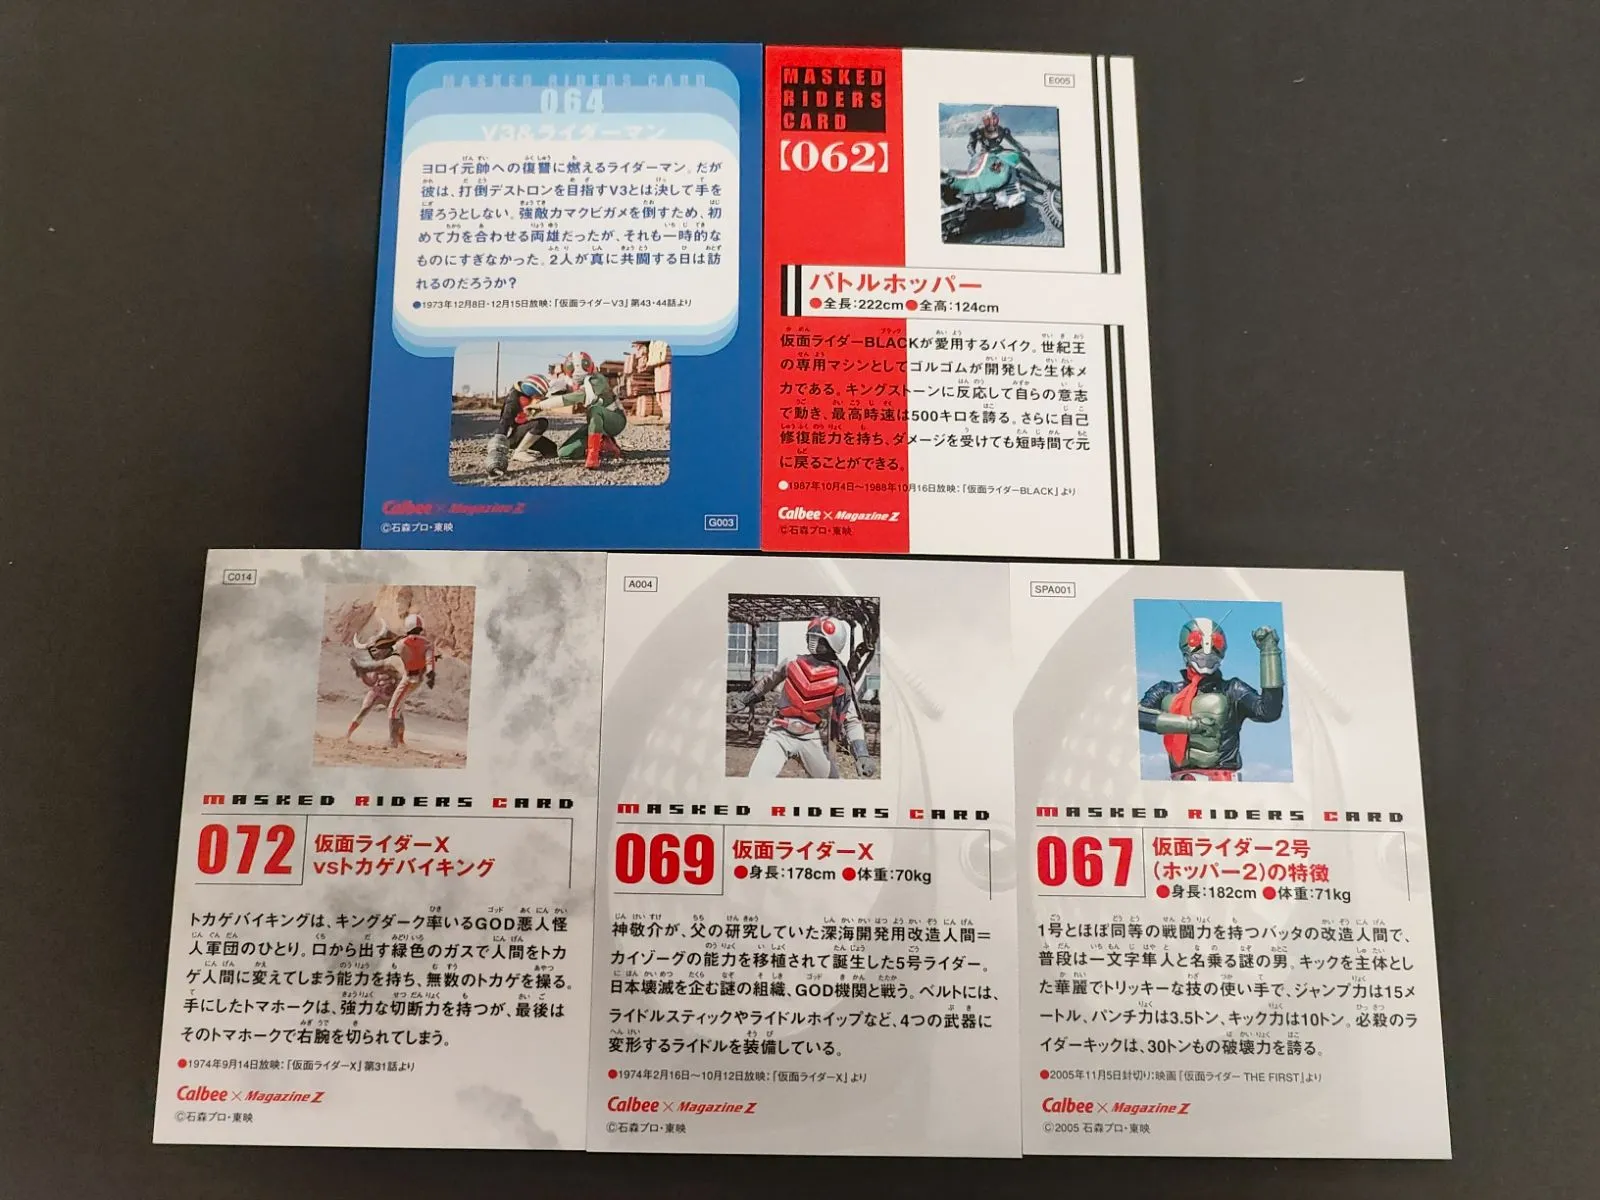 MASKED RIDERS CARD
064
V3&ライダーマン
ヨロイ元帥への復讐に燃えるライダーマン。だが
彼は、打倒デストロンを目指すV3とは決して手を
握ろうとしない。強敵カマクビガメを倒すため、初
めて力を合わせる両雄だったが、それも一時的な
ものにすぎなかった。2人が真に共闘する日は訪
れるのだろうか?
●1973年12月8日・12月15日放映:「仮面ライダーV3」第43・44話より
Calbee × Magazine Z
©石森プロ・東映
G003
MASKED
RIDERS
CARD
【062】
E005
バトルホッパー
●全長:222cm ●全高:124cm
仮面ライダーBLACKが愛用するバイク。世紀王
の専用マシンとしてゴルゴムが開発した生体メ
カである。キングストーンに反応して自らの意志
で動き、最高時速は500キロを誇る。さらに自己
修復能力を持ち、ダメージを受けても短時間で元
に戻ることができる。
●1987年10月4日〜1988年10月16日放映:「仮面ライダーBLACK」より
Calbee × Magazine Z
©石森プロ・東映
C014
MASKED RIDERS CARD
072
仮面ライダーX
vsトカゲバイキング
トカゲバイキングは、キングダーク率いるGOD悪人怪
人軍団のひとり。口から出す緑色のガスで人間をトカ
ゲ人間に変えてしまう能力を持ち、無数のトカゲを操る。
手にしたトマホークは、強力な切断力を持つが、最後は
そのトマホークで右腕を切られてしまう。
●1974年9月14日放映:「仮面ライダーX」第31話より
Calbee × Magazine Z
©石森プロ・東映
A004
MASKED RIDERS CARD
069
仮面ライダーX
●身長:178cm ●体重:70kg
神敬介が、父の研究していた深海開発用改造人間=
カイゾーグの能力を移植されて誕生した5号ライダー。
日本壊滅を企む謎の組織、GOD機関と戦う。ベルトには、
ライドルスティックやライドルホイップなど、4つの武器に
変形するライドルを装備している。
●1974年2月16日〜10月12日放映:「仮面ライダーX」より
Calbee × Magazine Z
©石森プロ・東映
SPA001
MASKED RIDERS CARD
067
仮面ライダー2号
(ホッパー2)の特徴
●身長:182cm ●体重:71kg
1号とほぼ同等の戦闘力を持つバッタの改造人間で、
普段は一文字隼人と名乗る謎の男。キックを主体とし
た華麗でトリッキーな技の使い手で、ジャンプ力は15メ
ートル、パンチ力は3.5トン、キック力は10トン。必殺のラ
イダーキックは、30トンもの破壊力を誇る。
●2005年11月5日封切り:映画「仮面ライダー THE FIRST」より
Calbee × Magazine Z
©2005 石森プロ・東映